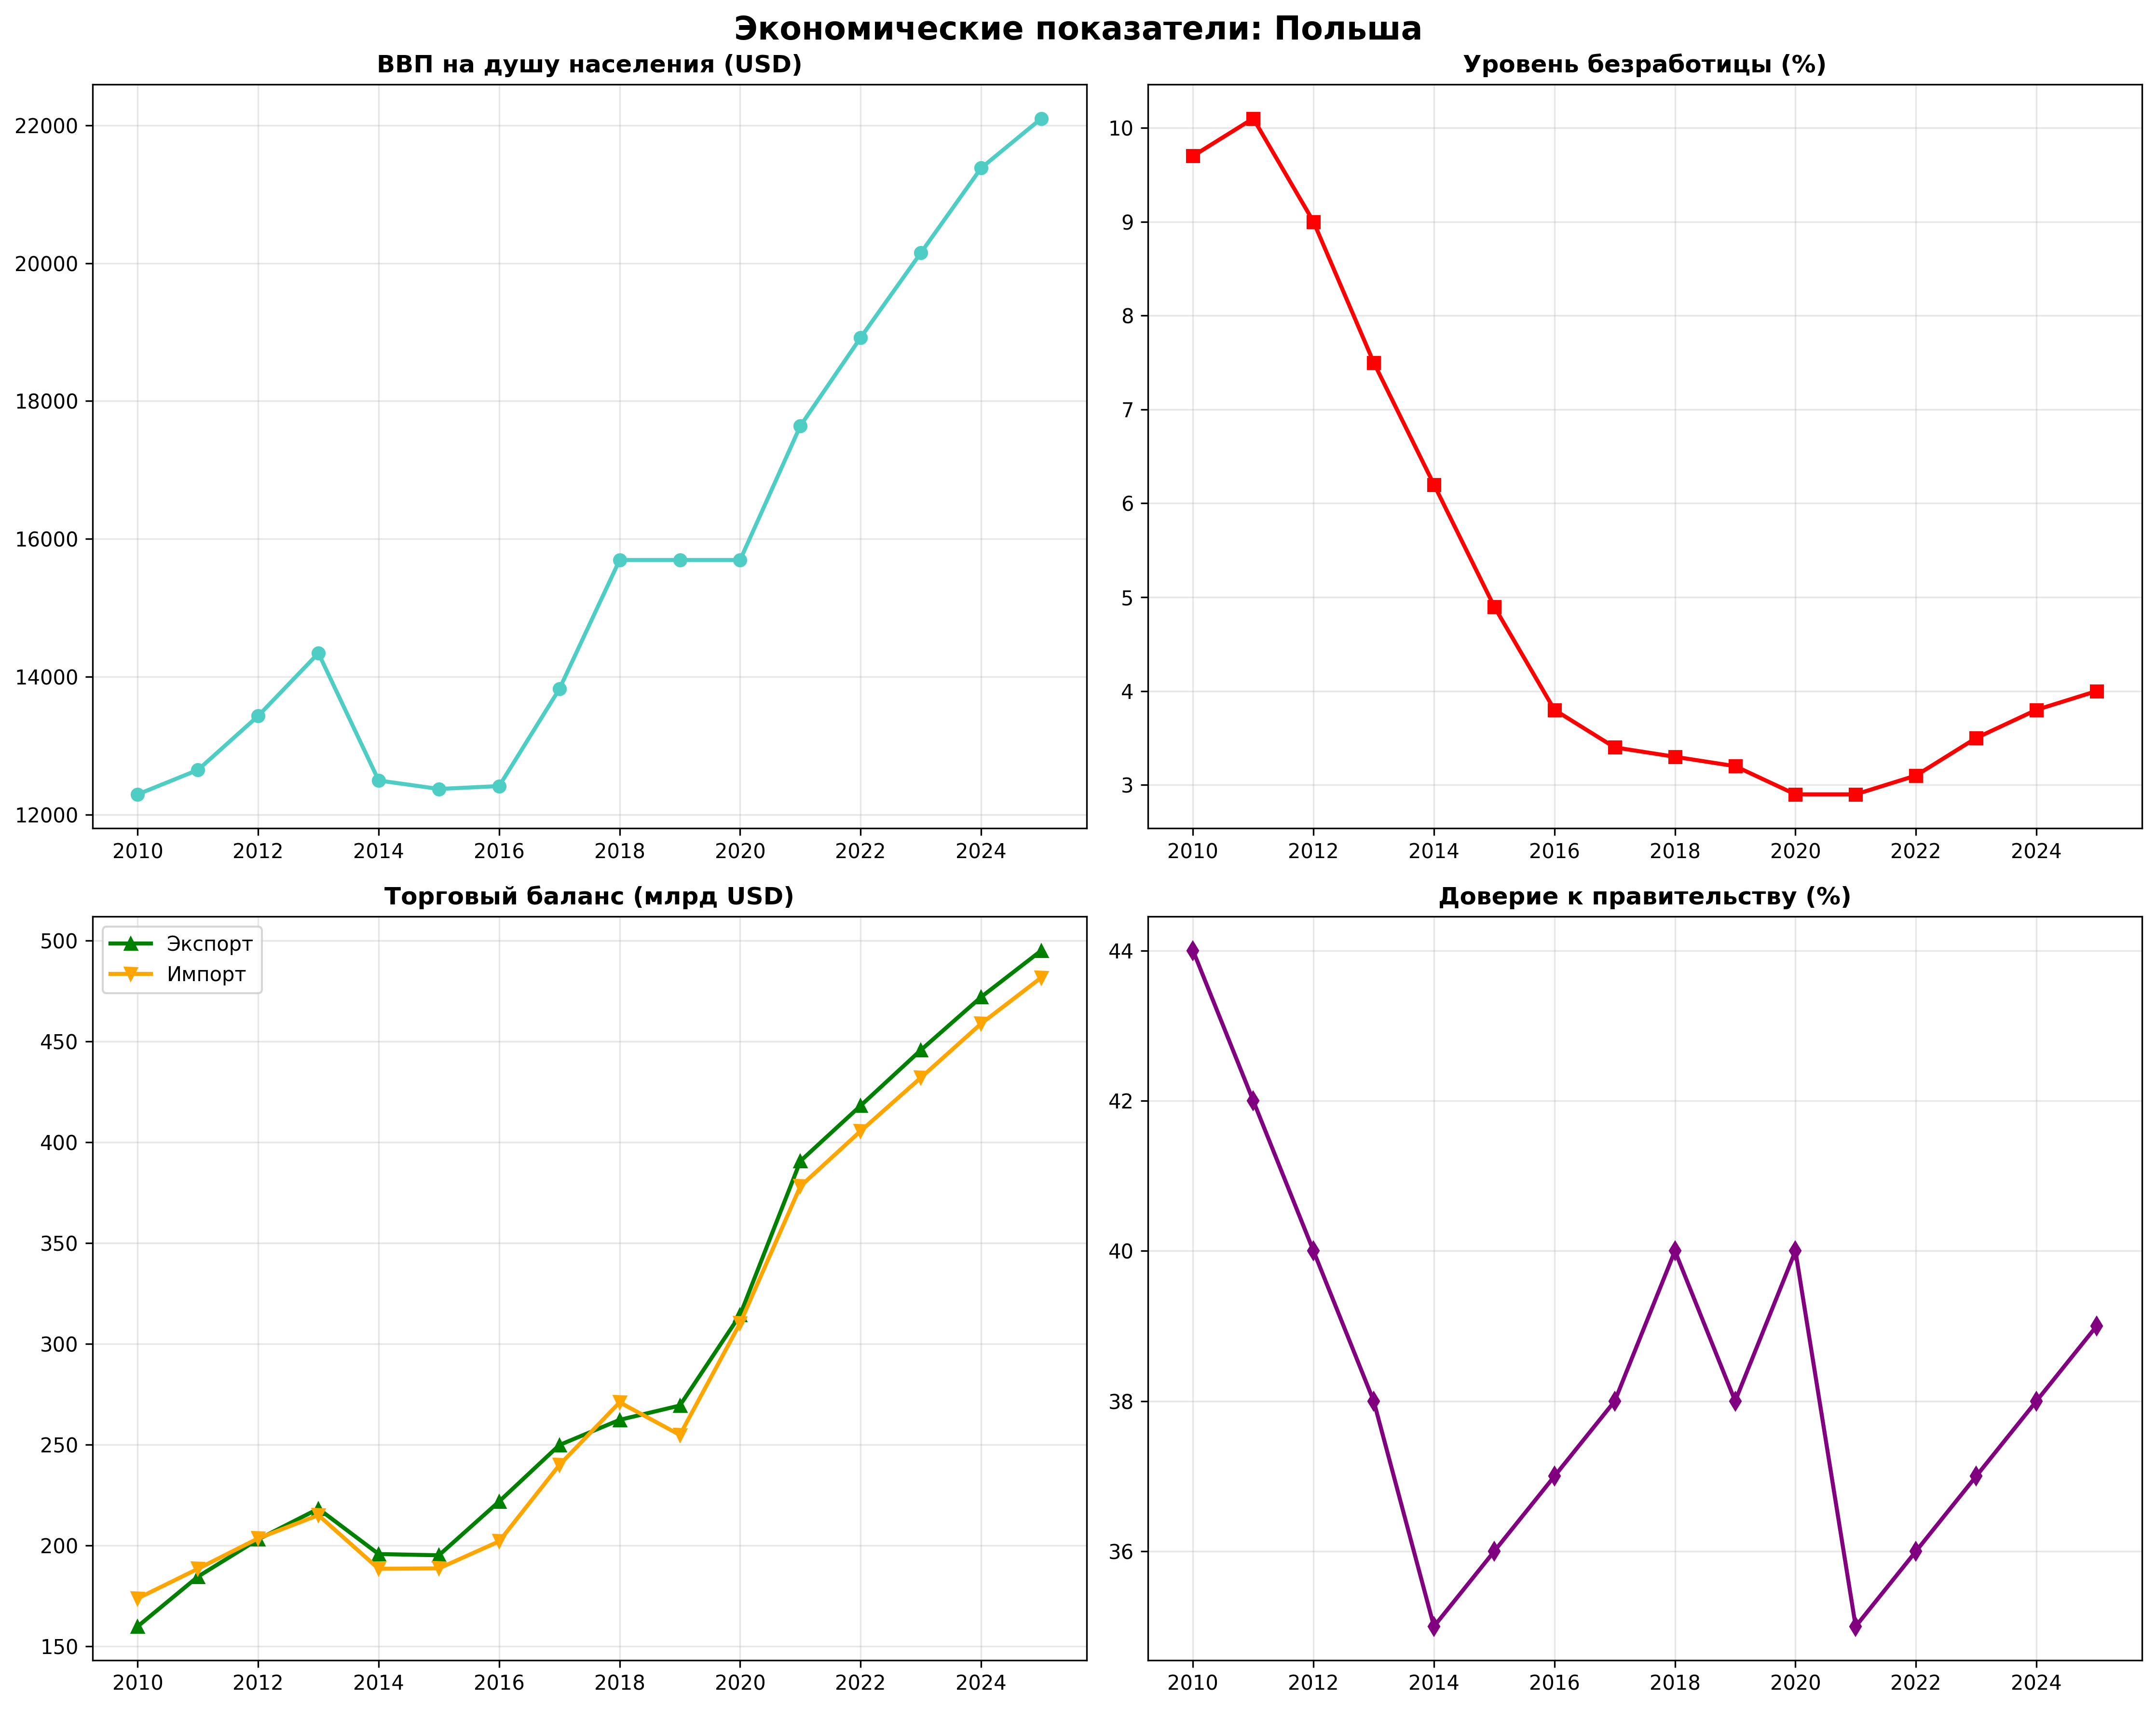 Экономические показатели: Польша
ВВП на душу населения (USD)
22000
20000
18000
16000
14000
12000
2010 2012 2014 2016 2018 2020 2022 2024
Уровень безработицы (%)
10
9
8
7
6
5
4
3
2010 2012 2014 2016 2018 2020 2022 2024
Торговый баланс (млрд USD)
Экспорт
Импорт
500
450
400
350
300
250
200
150
2010 2012 2014 2016 2018 2020 2022 2024
Доверие к правительству (%)
44
42
40
38
36
2010 2012 2014 2016 2018 2020 2022 2024